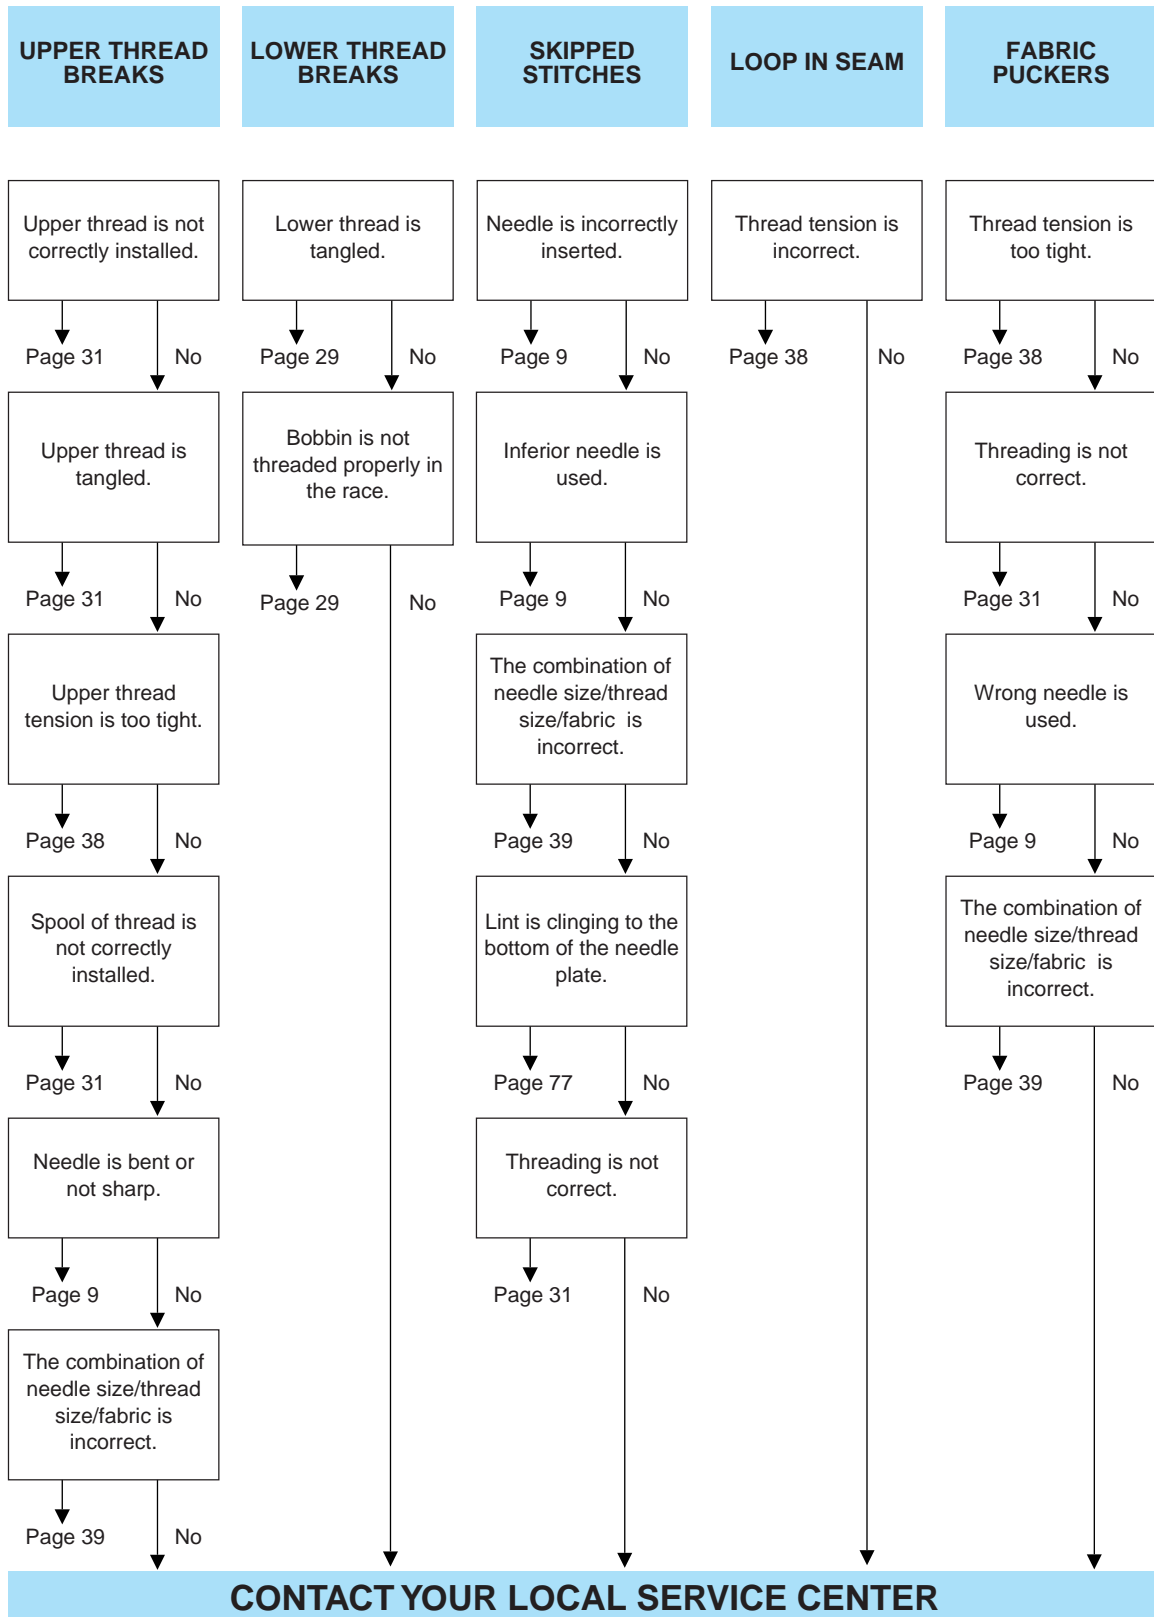 UPPER THREAD
BREAKS
Upper thread is not
correctly installed.
Page 31
No
Upper thread is
tangled.
Page 31
No
Upper thread
tension is too tight.
Page 38
No
Spool of thread is
not correctly
installed.
Page 31
No
Needle is bent or
not sharp.
Page 9
No
The combination of
needle size/thread
size/fabric is
incorrect.
Page 39
No
LOWER THREAD
BREAKS
Lower thread is
tangled.
Page 29
No
Bobbin is not
threaded properly in
the race.
Page 29
No
SKIPPED
STITCHES
Needle is incorrectly
inserted.
Page 9
No
Inferior needle is
used.
Page 9
No
The combination of
needle size/thread
size/fabric is
incorrect.
Page 39
No
Lint is clinging to the
bottom of the needle
plate.
Page 77
No
Threading is not
correct.
Page 31
No
LOOP IN SEAM
Thread tension is
incorrect.
Page 38
No
FABRIC
PUCKERS
Thread tension is
too tight.
Page 38
No
Threading is not
correct.
Page 31
No
Wrong needle is
used.
Page 9
No
The combination of
needle size/thread
size/fabric is
incorrect.
Page 39
No
CONTACT YOUR LOCAL SERVICE CENTER